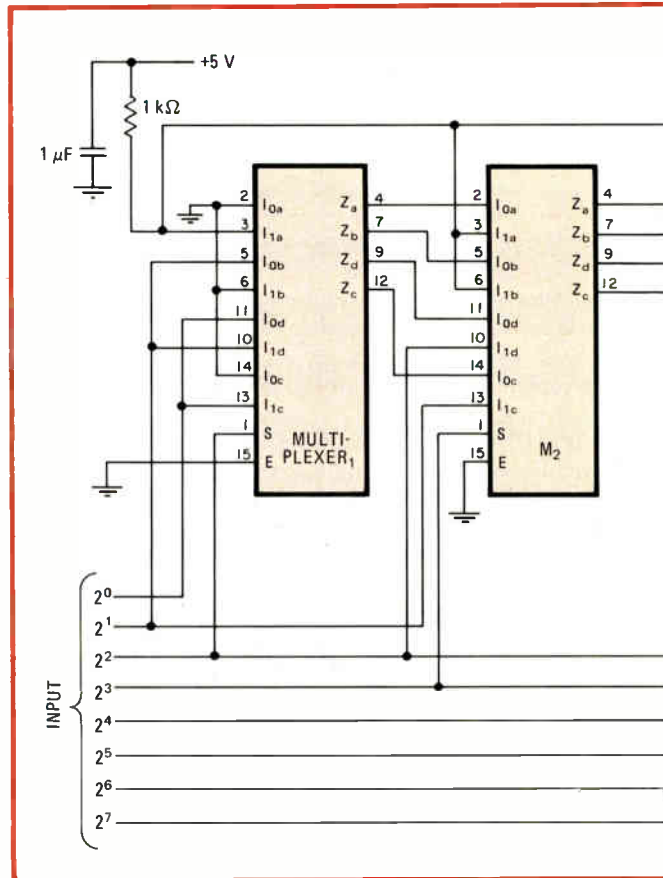 +5 V
1 kΩ
1 μF
2 I0a Za 4
3 I1a Zb 7
5 I0b Zd 9
6 I1b Zc 12
11 I0d
10 I1d
14 I0c
13 I1c
1 S
15 E
MULTI-
PLEXER1
2 I0a Za 4
3 I1a Zb 7
5 I0b Zd 9
6 I1b Zc 12
11 I0d
10 I1d
14 I0c
13 I1c
1 S
15 E
M2
INPUT
2⁰
2¹
2²
2³
2⁴
2⁵
2⁶
2⁷